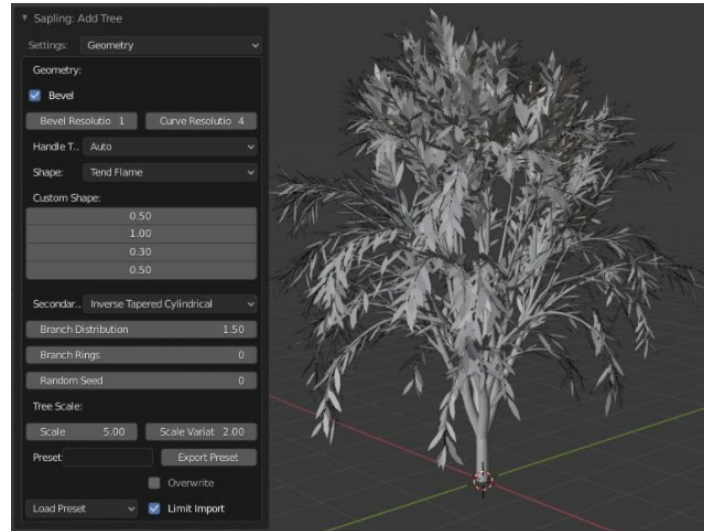 Sapling: Add Tree
Settings: Geometry
Geometry:
Bevel
Bevel Resolutio 1 Curve Resolutio 4
Handle T.. Auto
Shape: Tend Flame
Custom Shape:
0.50
1.00
0.30
0.50
Secondar.. Inverse Tapered Cylindrical
Branch Distribution 1.50
Branch Rings 0
Random Seed 0
Tree Scale:
Scale 5.00 Scale Variat 2.00
Preset Export Preset
Overwrite
Load Preset Limit Import